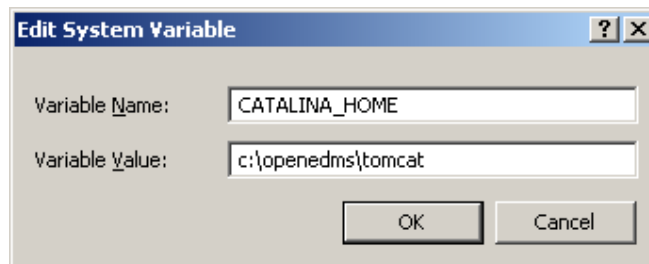 Edit System Variable
Variable Name: CATALINA_HOME
Variable Value: c:\openedms\tomcat
OK Cancel